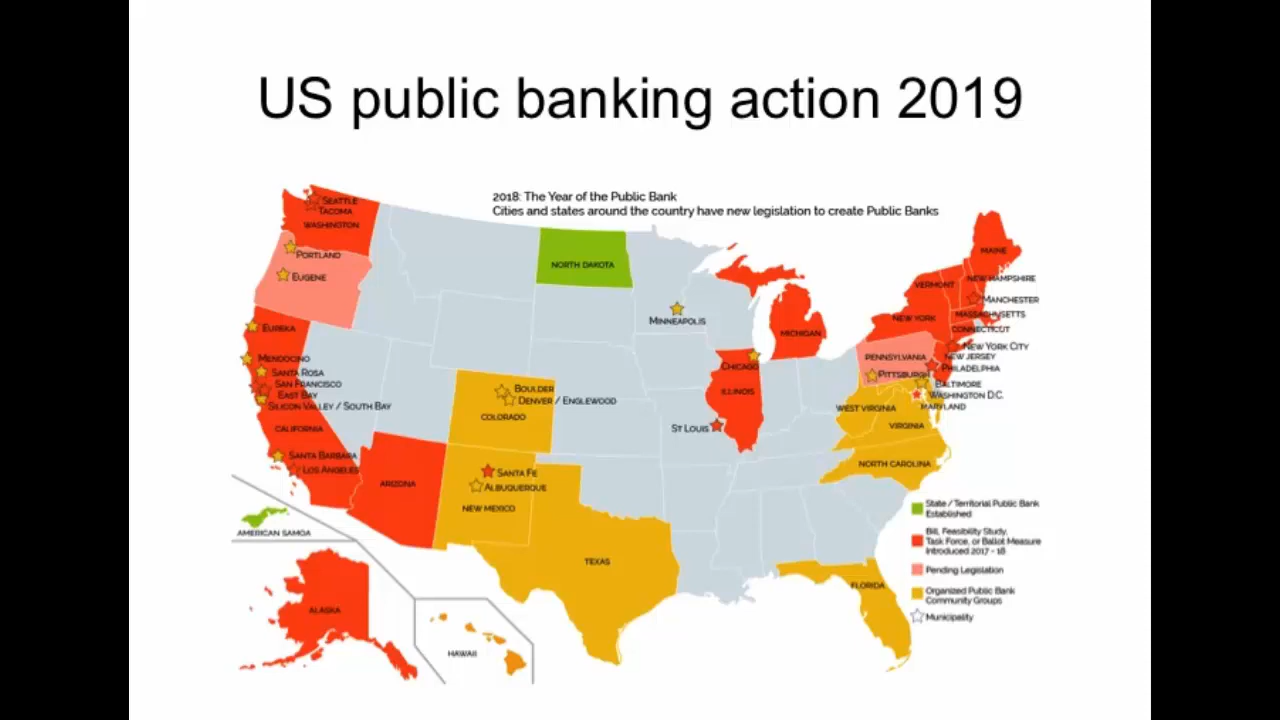 US public banking action 2019
2018: The Year of the Public Bank
Cities and states around the country have new legislation to create Public Banks
SEATTLE
TACOMA
WASHINGTON
PORTLAND
EUGENE
EUREKA
MENDOCINO
SANTA ROSA
SAN FRANCISCO
EAST BAY
SILICON VALLEY / SOUTH BAY
CALIFORNIA
SANTA BARBARA
LOS ANGELES
ARIZONA
NORTH DAKOTA
MINNEAPOLIS
BOULDER
DENVER / ENGLEWOOD
COLORADO
SANTA FE
ALBUQUERQUE
NEW MEXICO
TEXAS
CHICAGO
ILLINOIS
ST LOUIS
MICHIGAN
MAINE
VERMONT
NEW HAMPSHIRE
MANCHESTER
NEW YORK
MASSACHUSETTS
CONNECTICUT
NEW YORK CITY
NEW JERSEY
PENNSYLVANIA
PHILADELPHIA
PITTSBURGH
BALTIMORE
WASHINGTON D.C.
MARYLAND
WEST VIRGINIA
VIRGINIA
NORTH CAROLINA
FLORIDA
AMERICAN SAMOA
ALASKA
HAWAII
State / Territorial Public Bank
Established
Bill, Feasibility Study,
Task Force, or Ballot Measure
Introduced 2017 - 18
Pending Legislation
Organized Public Bank
Community Groups
Municipality